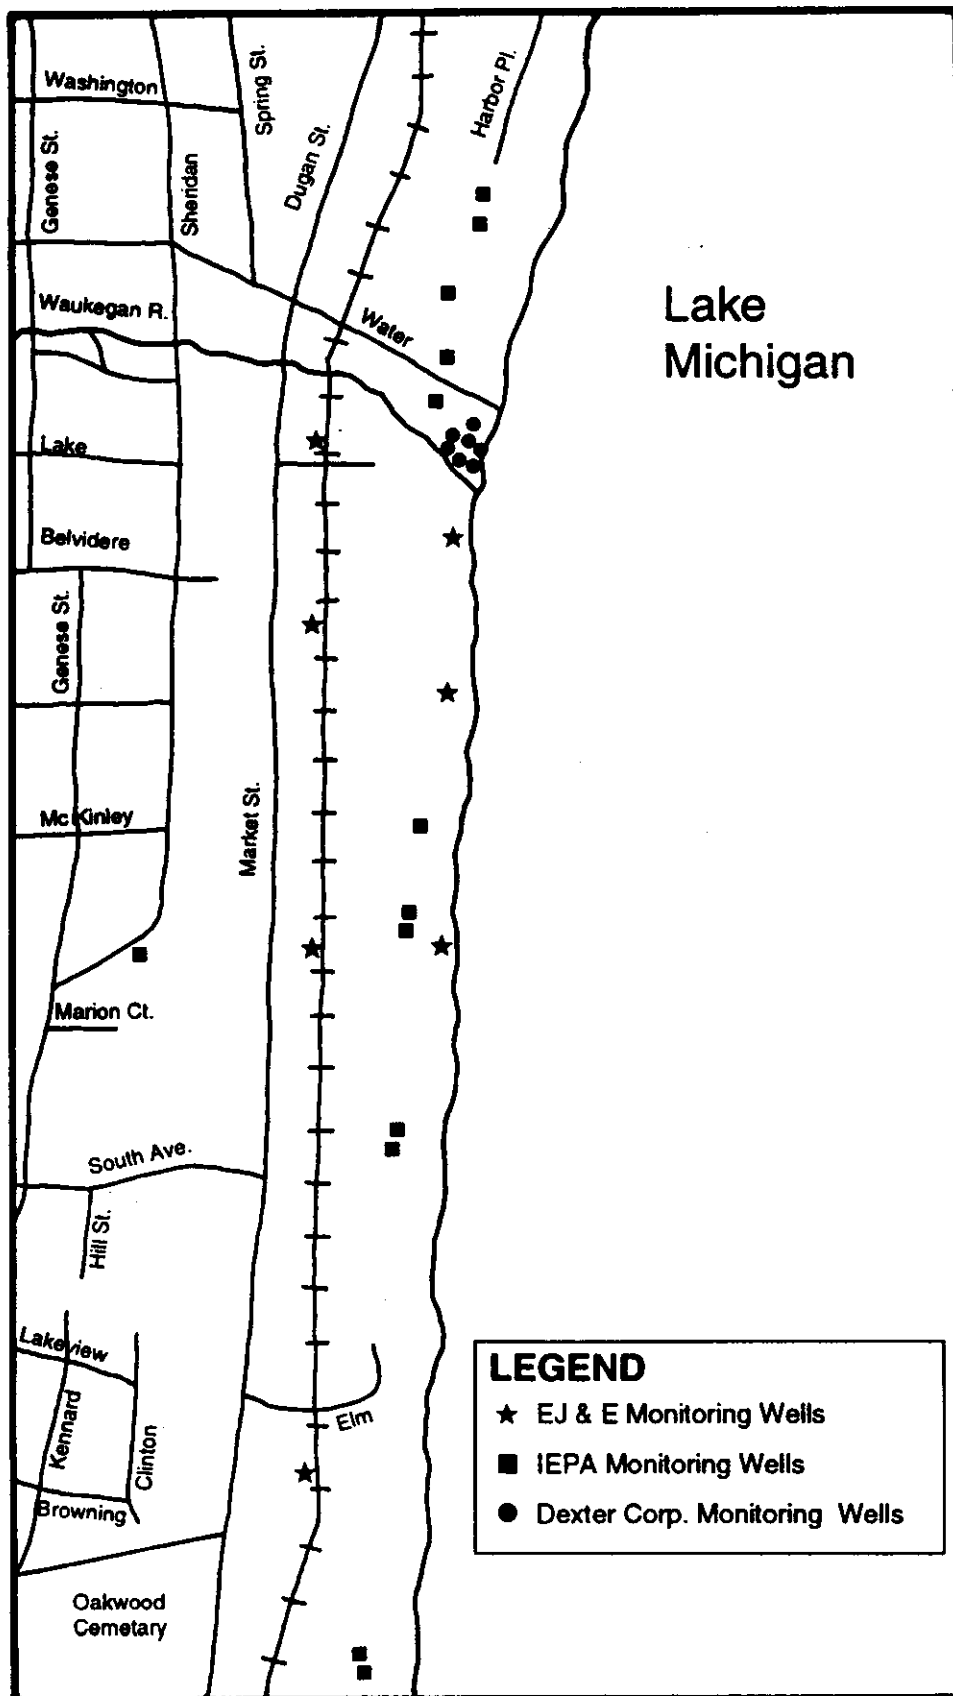 Washington
Genese St.
Sheridan
Spring St.
Dugan St.
Harbor Pl.
Waukegan R.
Water
Lake
Michigan
Lake
Belvidere
Genese St.
McKinley
Market St.
Marion Ct.
South Ave.
Hill St.
Lakeview
Kennard
Clinton
Elm
Browning
Oakwood
Cemetary
LEGEND
EJ & E Monitoring Wells
IEPA Monitoring Wells
Dexter Corp. Monitoring Wells